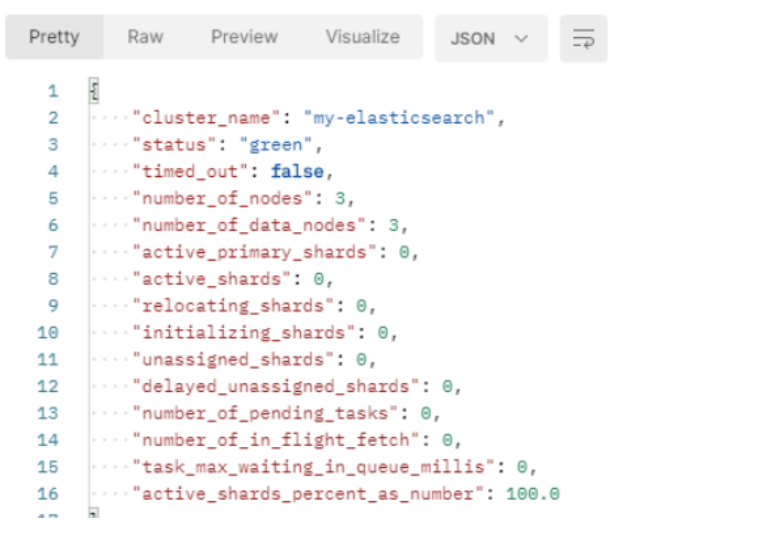 Pretty Raw Preview Visualize JSON
1 {
2 "cluster_name": "my-elasticsearch",
3 "status": "green",
4 "timed_out": false,
5 "number_of_nodes": 3,
6 "number_of_data_nodes": 3,
7 "active_primary_shards": 0,
8 "active_shards": 0,
9 "relocating_shards": 0,
10 "initializing_shards": 0,
11 "unassigned_shards": 0,
12 "delayed_unassigned_shards": 0,
13 "number_of_pending_tasks": 0,
14 "number_of_in_flight_fetch": 0,
15 "task_max_waiting_in_queue_millis": 0,
16 "active_shards_percent_as_number": 100.0